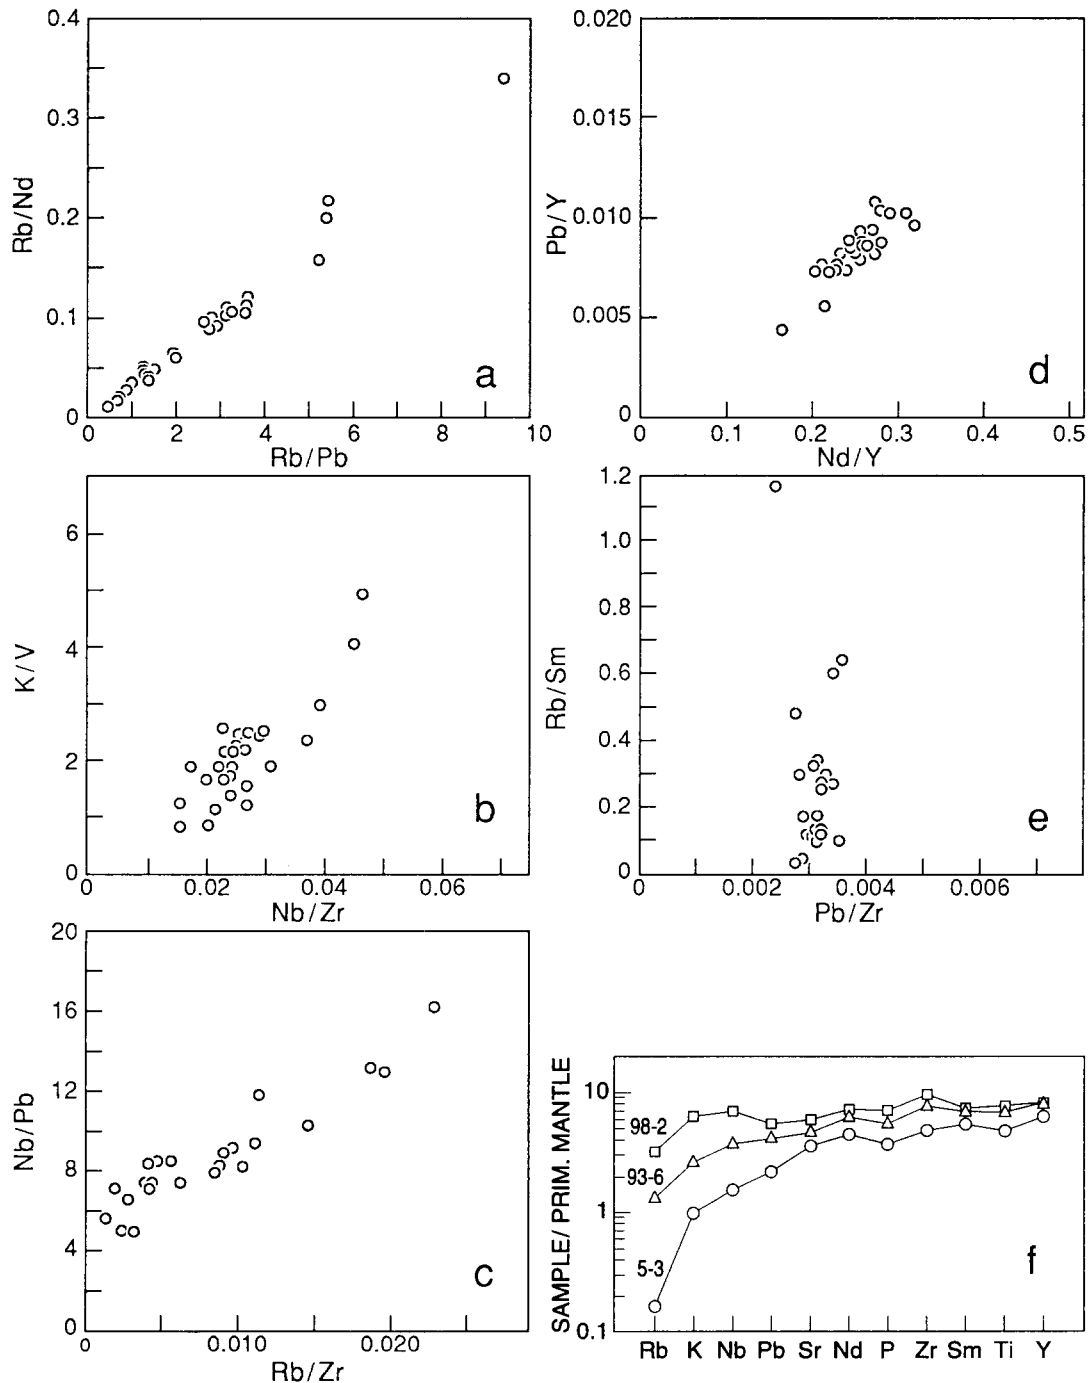 0.4
0.3
0.2
0.1
0
Rb/Nd
a
0 2 4 6 8 10
Rb/Pb
0.020
0.015
0.010
0.005
0
Pb/Y
d
0 0.1 0.2 0.3 0.4 0.5
Nd/Y
6
4
2
0
K/V
b
0 0.02 0.04 0.06
Nb/Zr
1.2
1.0
0.8
0.6
0.4
0.2
0
Rb/Sm
e
0 0.002 0.004 0.006
Pb/Zr
20
16
12
8
4
0
Nb/Pb
c
0 0.010 0.020
Rb/Zr
10
1
0.1
SAMPLE/ PRIM. MANTLE
98-2
93-6
5-3
f
Rb K Nb Pb Sr Nd P Zr Sm Ti Y